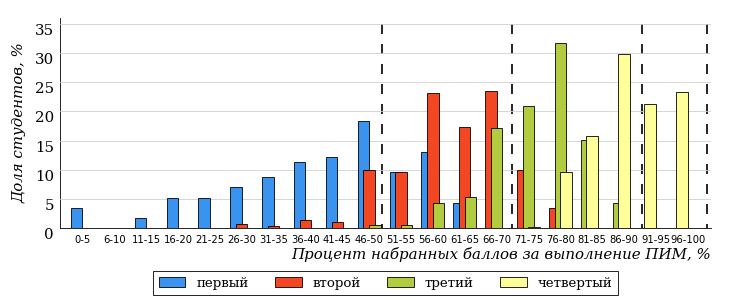 Доля студентов, %
35
30
25
20
15
10
5
0
0-5 6-10 11-15 16-20 21-25 26-30 31-35 36-40 41-45 46-50 51-55 56-60 61-65 66-70 71-75 76-80 81-85 86-90 91-95 96-100
Процент набранных баллов за выполнение ПИМ, %
первый второй третий четвертый